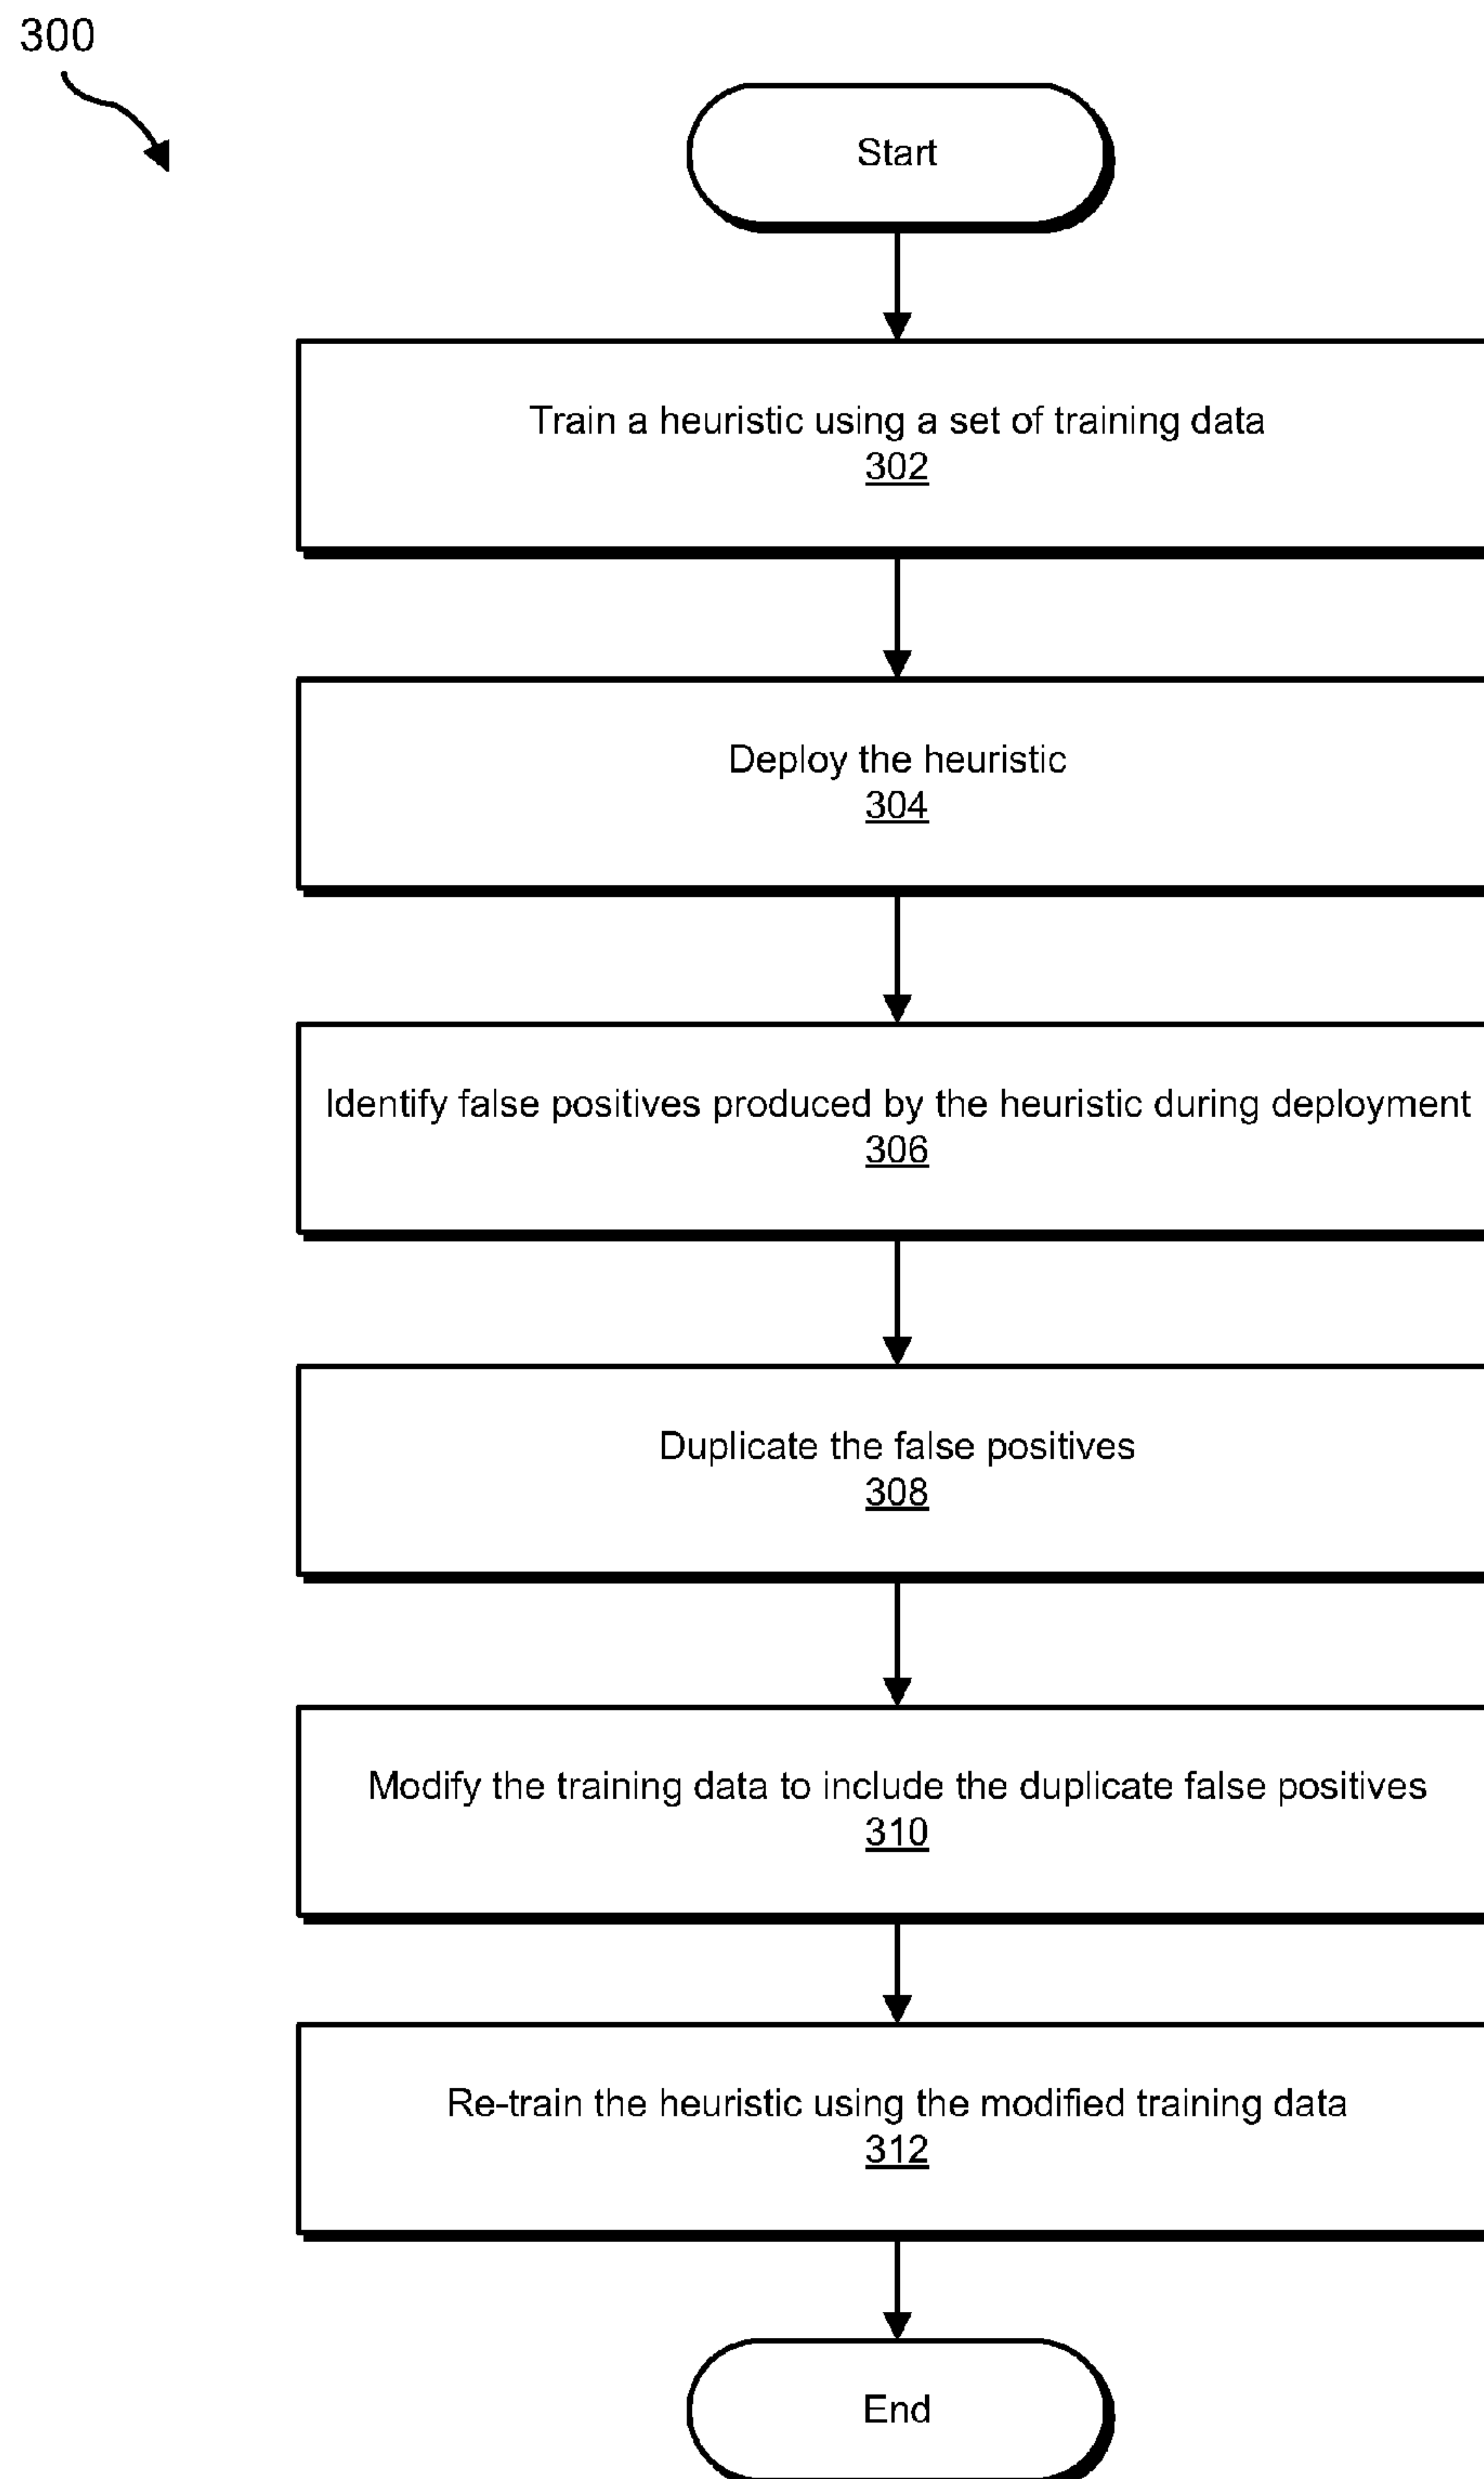 300
Start
Train a heuristic using a set of training data
302
Deploy the heuristic
304
Identify false positives produced by the heuristic during deployment
306
Duplicate the false positives
308
Modify the training data to include the duplicate false positives
310
Re-train the heuristic using the modified training data
312
End